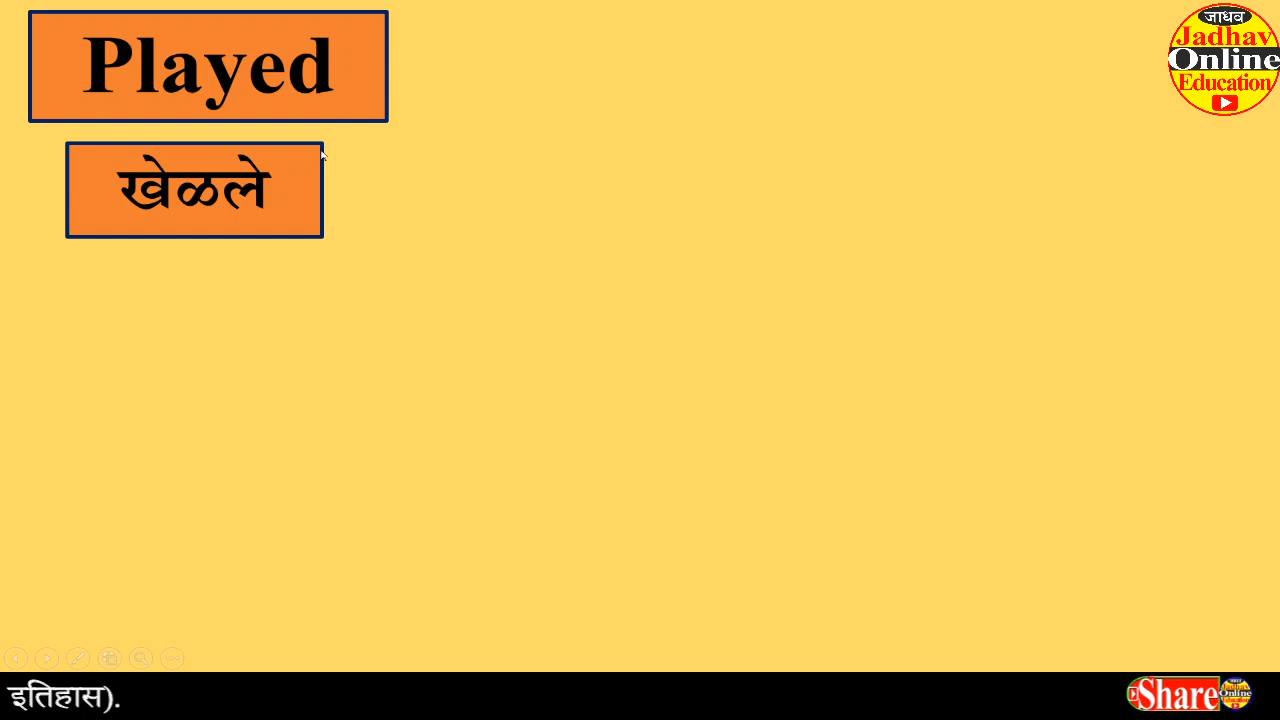 Played
खेळले
जाधव
Jadhav
Online
Education
इतिहास).
Share